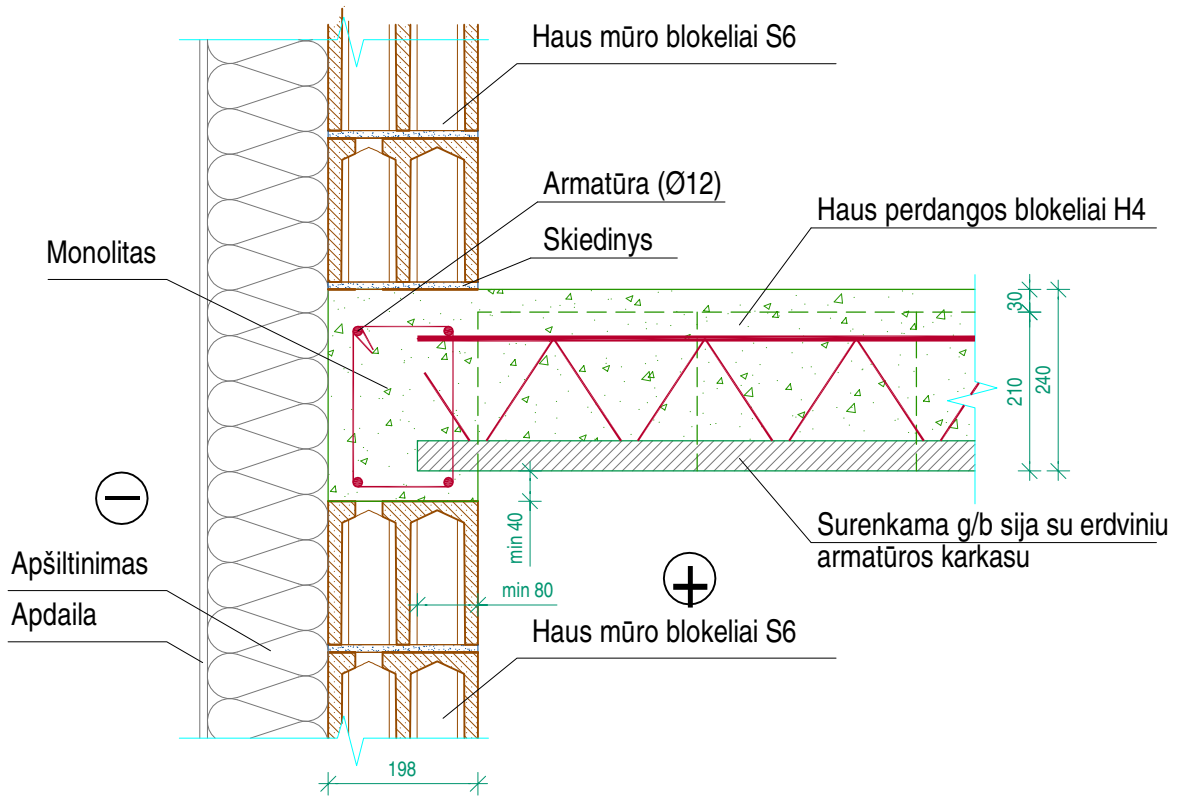 Haus mūro blokeliai S6
Armatūra (Ø12)
Haus perdangos blokeliai H4
Skiedinys
Monolitas
30
210
240
min 40
Surenkama g/b sija su erdviniu
armatūros karkasu
Apšiltinimas
min 80
Apdaila
Haus mūro blokeliai S6
198